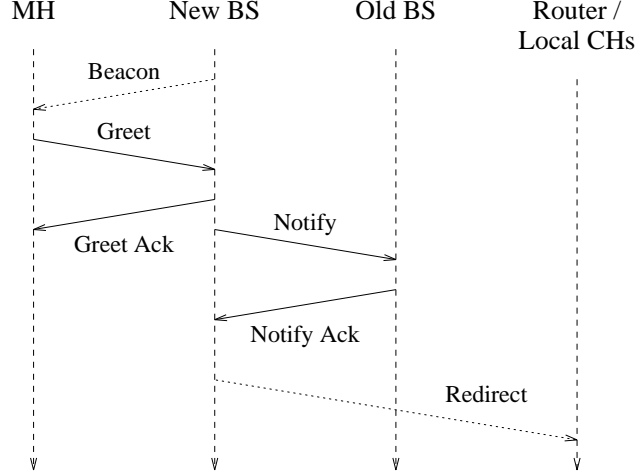 MH
New BS
Old BS
Router /
Local CHs
Beacon
Greet
Greet Ack
Notify
Notify Ack
Redirect